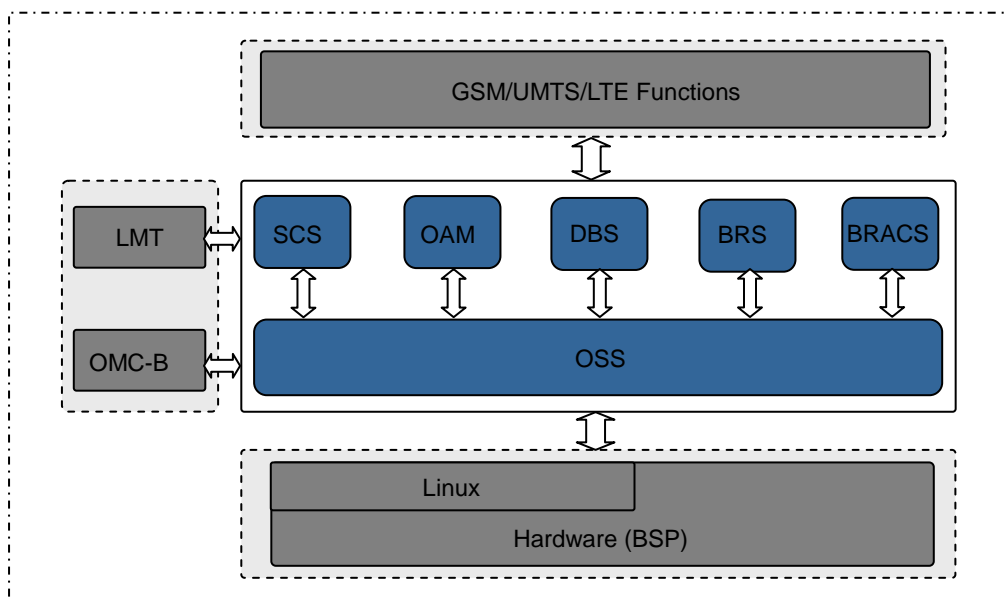 GSM/UMTS/LTE Functions
LMT
SCS
OAM
DBS
BRS
BRACS
OMC-B
OSS
Linux
Hardware (BSP)